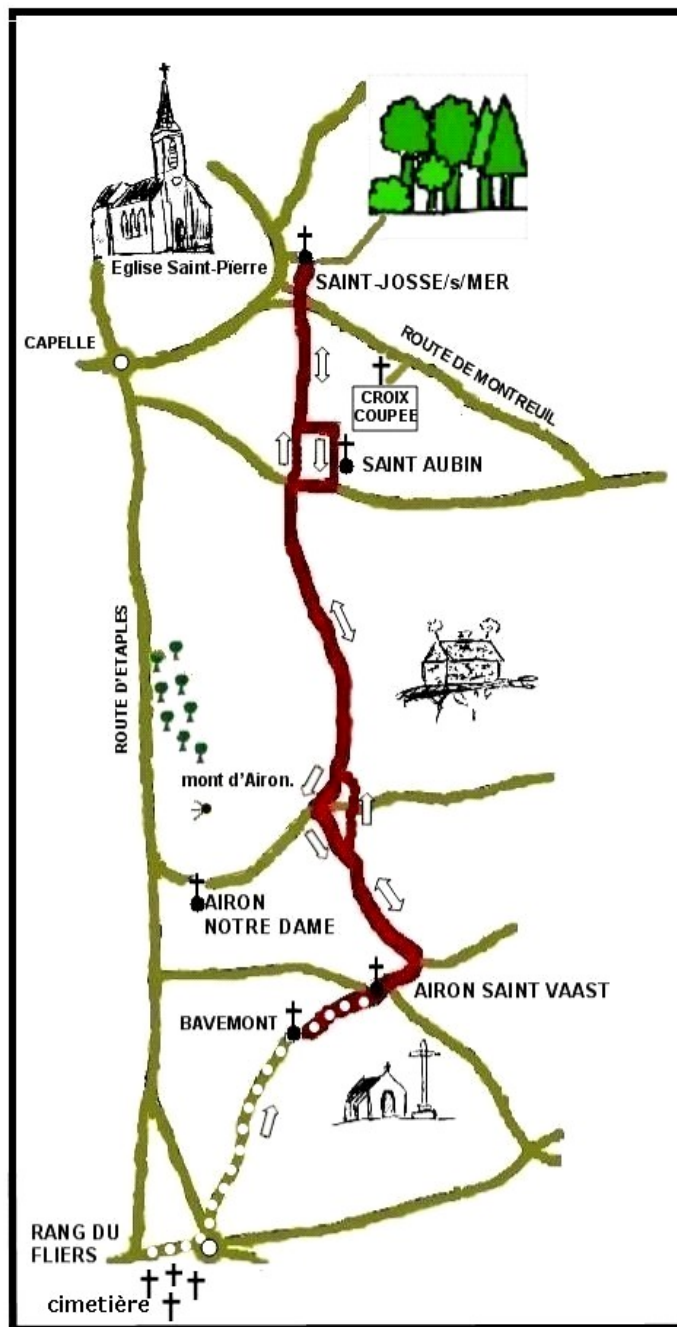 Eglise Saint-Pïerre
SAINT-JOSSE/s/MER
CAPELLE
ROUTE DE MONTREUIL
CROIX
COUPEE
SAINT AUBIN
ROUTE D'ETAPLES
mont d'Airon.
AIRON
NOTRE DAME
AIRON SAINT VAAST
BAVEMONT
RANG DU
FLIERS
cimetière